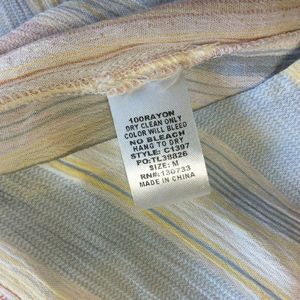 100RAYON
DRY CLEAN ONLY
COLOR WILL BLEED
NO BLEACH
HANG TO DRY
STYLE: C1397
PO:TL38826
SIZE: M
RN#:130733
MADE IN CHINA